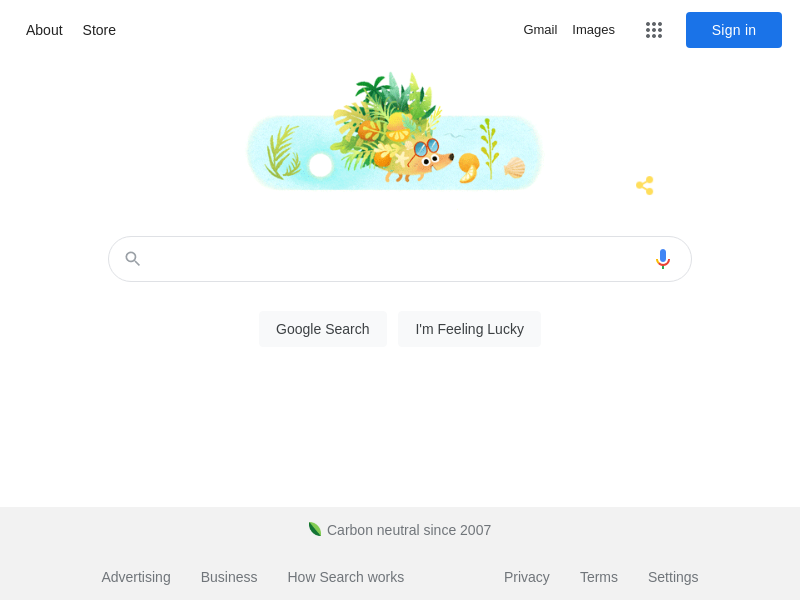 About Store Gmail Images Sign in
Google Search I'm Feeling Lucky
Carbon neutral since 2007
Advertising Business How Search works Privacy Terms Settings